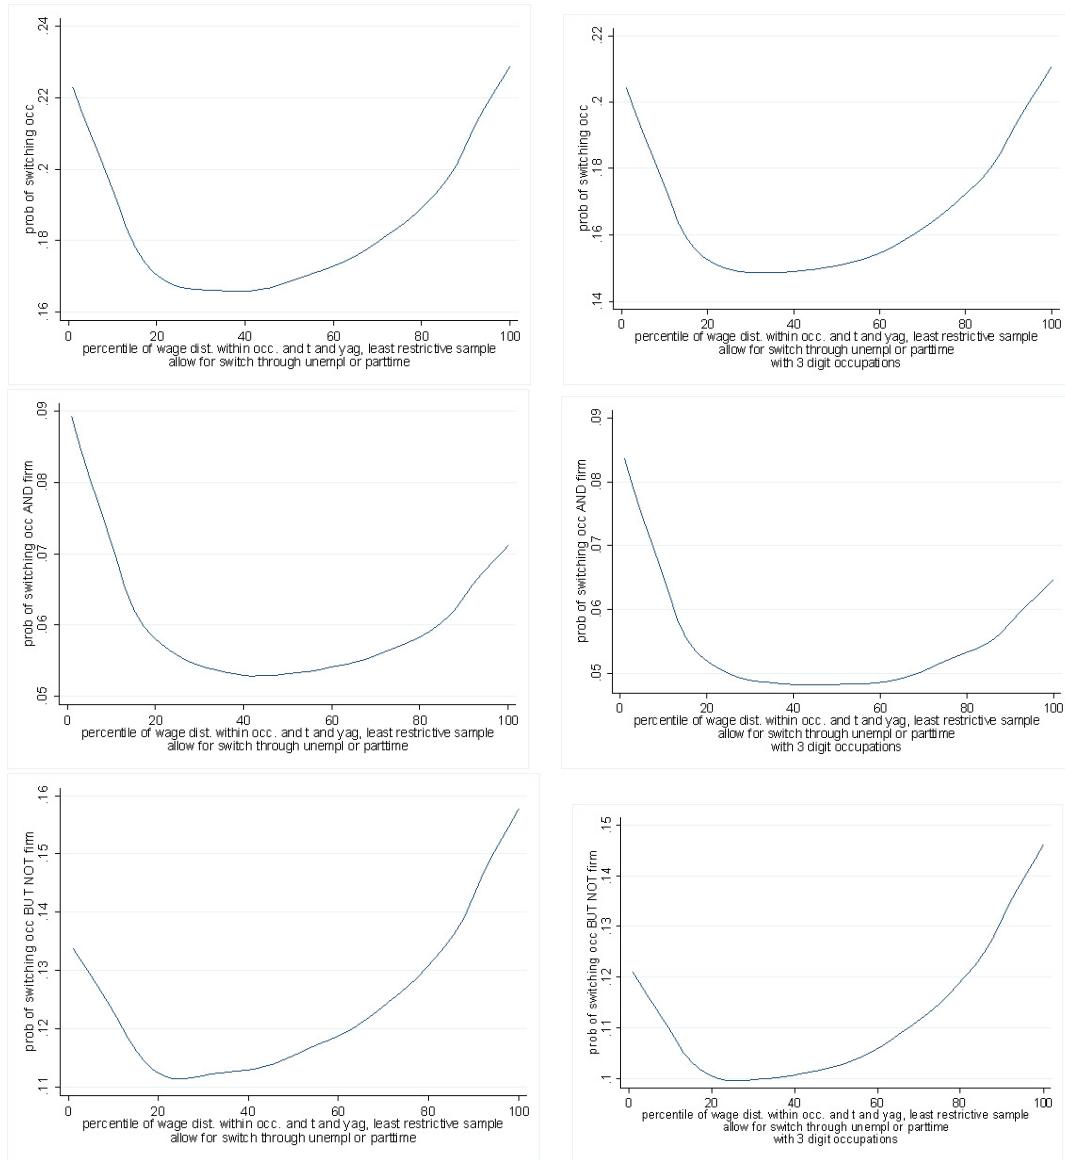 prob of switching occ
.24
.22
.2
.18
.16
0 20 40 60 80 100
percentile of wage dist. within occ. and t and yag, least restrictive sample
allow for switch through unempl or parttime
prob of switching occ
.22
.2
.18
.16
.14
0 20 40 60 80 100
percentile of wage dist. within occ. and t and yag, least restrictive sample
allow for switch through unempl or parttime
with 3 digit occupations
prob of switching occ AND firm
.09
.08
.07
.06
.05
0 20 40 60 80 100
percentile of wage dist. within occ. and t and yag, least restrictive sample
allow for switch through unempl or parttime
prob of switching occ AND firm
.09
.08
.07
.06
.05
0 20 40 60 80 100
percentile of wage dist. within occ. and t and yag, least restrictive sample
allow for switch through unempl or parttime
with 3 digit occupations
prob of switching occ BUT NOT firm
.16
.15
.14
.13
.12
.11
0 20 40 60 80 100
percentile of wage dist. within occ. and t and yag, least restrictive sample
allow for switch through unempl or parttime
prob of switching occ BUT NOT firm
.15
.14
.13
.12
.11
.1
0 20 40 60 80 100
percentile of wage dist. within occ. and t and yag, least restrictive sample
allow for switch through unempl or parttime
with 3 digit occupations